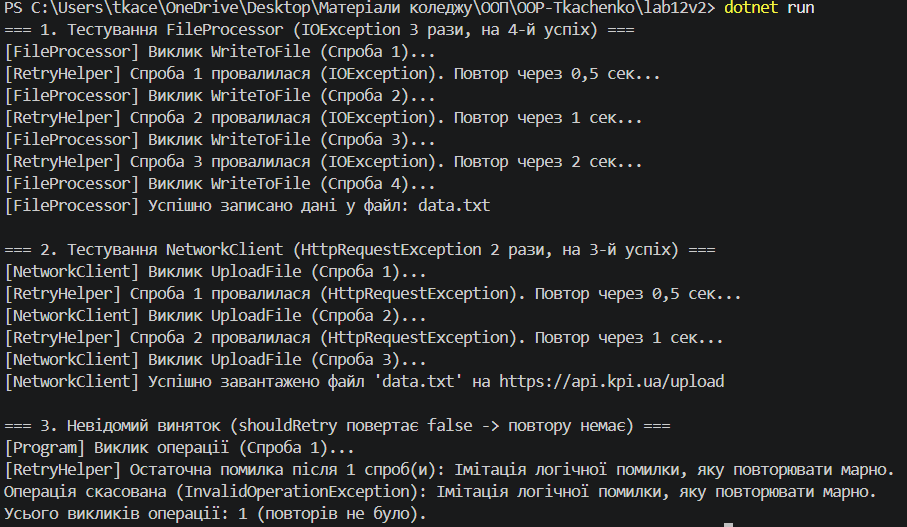 PS C:\Users\tkace\OneDrive\Desktop\Матеріали коледжу\ООП\OOP-Tkachenko\lab12v2> dotnet run
=== 1. Тестування FileProcessor (IOException 3 рази, на 4-й успіх) ===
[FileProcessor] Виклик WriteToFile (Спроба 1)...
[RetryHelper] Спроба 1 провалилася (IOException). Повтор через 0,5 сек...
[FileProcessor] Виклик WriteToFile (Спроба 2)...
[RetryHelper] Спроба 2 провалилася (IOException). Повтор через 1 сек...
[FileProcessor] Виклик WriteToFile (Спроба 3)...
[RetryHelper] Спроба 3 провалилася (IOException). Повтор через 2 сек...
[FileProcessor] Виклик WriteToFile (Спроба 4)...
[FileProcessor] Успішно записано дані у файл: data.txt
=== 2. Тестування NetworkClient (HttpRequestException 2 рази, на 3-й успіх) ===
[NetworkClient] Виклик UploadFile (Спроба 1)...
[RetryHelper] Спроба 1 провалилася (HttpRequestException). Повтор через 0,5 сек...
[NetworkClient] Виклик UploadFile (Спроба 2)...
[RetryHelper] Спроба 2 провалилася (HttpRequestException). Повтор через 1 сек...
[NetworkClient] Виклик UploadFile (Спроба 3)...
[NetworkClient] Успішно завантажено файл 'data.txt' на https://api.kpi.ua/upload
=== 3. Невідомий виняток (shouldRetry повертає false -> повтору немає) ===
[Program] Виклик операції (Спроба 1)...
[RetryHelper] Остаточна помилка після 1 спроб(и): Імітація логічної помилки, яку повторювати марно.
Операція скасована (InvalidOperationException): Імітація логічної помилки, яку повторювати марно.
Усього викликів операції: 1 (повторів не було).